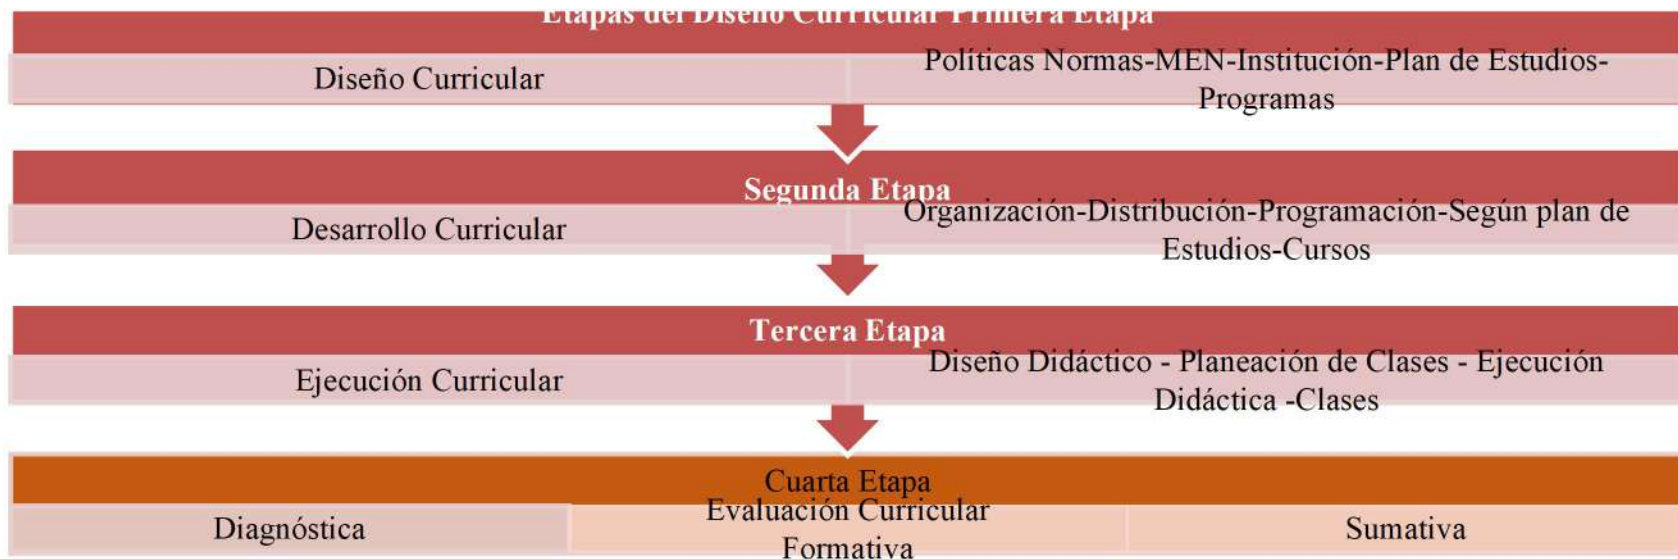 Etapas del Diseño Curricular Primera Etapa
Diseño Curricular
Políticas Normas-MEN-Institución-Plan de Estudios-
Programas
Segunda Etapa
Desarrollo Curricular
Organización-Distribución-Programación-Según plan de
Estudios-Cursos
Tercera Etapa
Ejecución Curricular
Diseño Didáctico - Planeación de Clases - Ejecución
Didáctica -Clases
Cuarta Etapa
Diagnóstica
Evaluación Curricular
Formativa
Sumativa